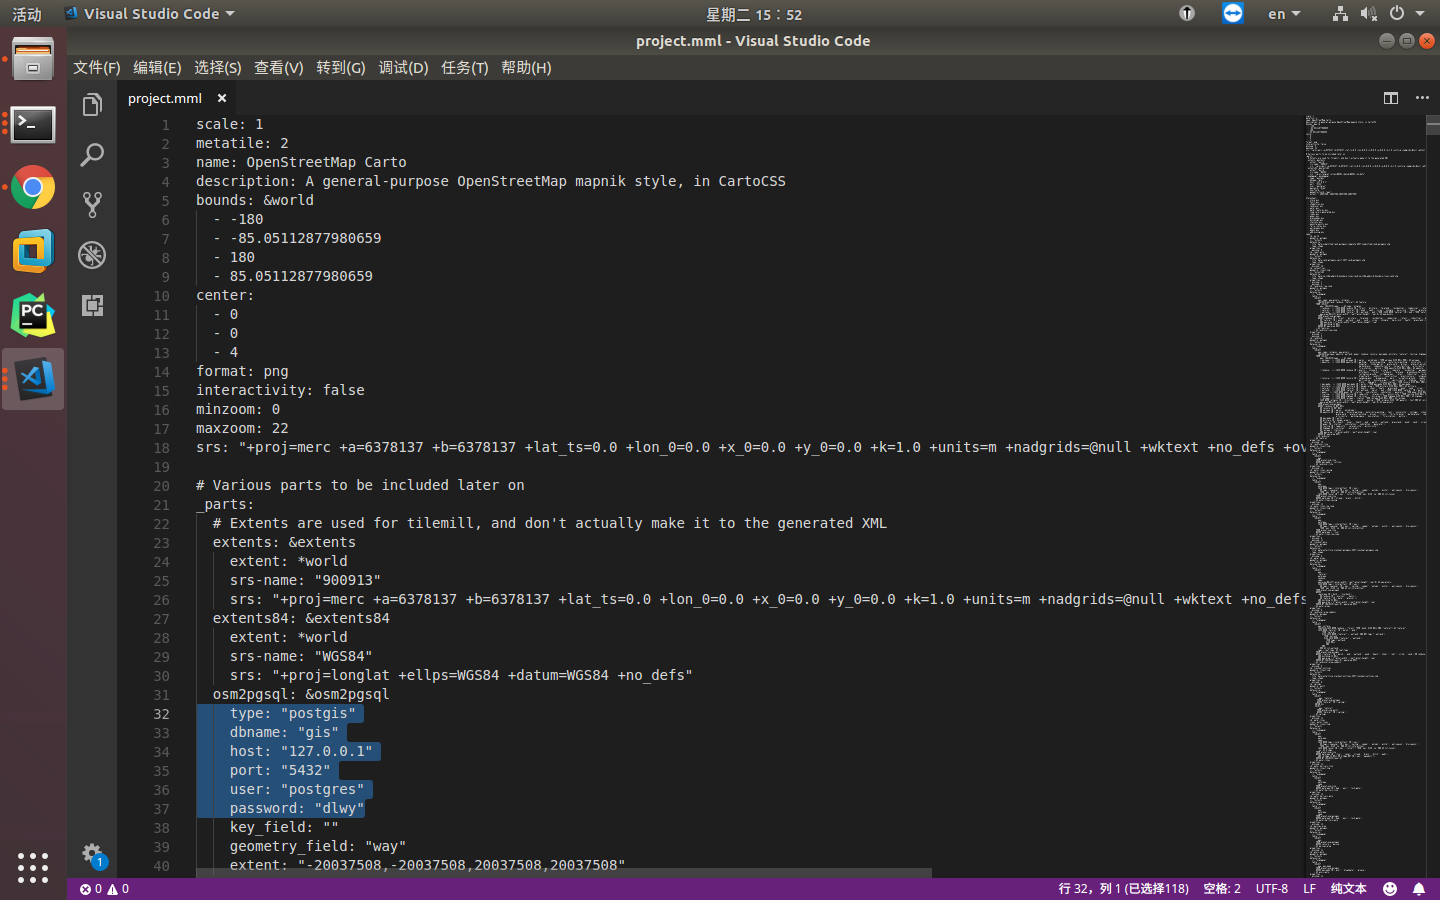 活动
Visual Studio Code
星期二 15：52
en
project.mml - Visual Studio Code
文件(F) 编辑(E) 选择(S) 查看(V) 转到(G) 调试(D) 任务(T) 帮助(H)
project.mml
1 scale: 1
2 metatile: 2
3 name: OpenStreetMap Carto
4 description: A general-purpose OpenStreetMap mapnik style, in CartoCSS
5 bounds: &world
6 - -180
7 - -85.05112877980659
8 - 180
9 - 85.05112877980659
10 center:
11 - 0
12 - 0
13 - 4
14 format: png
15 interactivity: false
16 minzoom: 0
17 maxzoom: 22
18 srs: "+proj=merc +a=6378137 +b=6378137 +lat_ts=0.0 +lon_0=0.0 +x_0=0.0 +y_0=0.0 +k=1.0 +units=m +nadgrids=@null +wktext +no_defs +ov
19
20 # Various parts to be included later on
21 _parts:
22 # Extents are used for tilemill, and don't actually make it to the generated XML
23 extents: &extents
24 extent: *world
25 srs-name: "900913"
26 srs: "+proj=merc +a=6378137 +b=6378137 +lat_ts=0.0 +lon_0=0.0 +x_0=0.0 +y_0=0.0 +k=1.0 +units=m +nadgrids=@null +wktext +no_defs
27 extents84: &extents84
28 extent: *world
29 srs-name: "WGS84"
30 srs: "+proj=longlat +ellps=WGS84 +datum=WGS84 +no_defs"
31 osm2pgsql: &osm2pgsql
32 type: "postgis"
33 dbname: "gis"
34 host: "127.0.0.1"
35 port: "5432"
36 user: "postgres"
37 password: "dlwy"
38 key_field: ""
39 geometry_field: "way"
40 extent: "-20037508,-20037508,20037508,20037508"
PC
1
0 0
行 32，列 1 (已选择118) 空格: 2 UTF-8 LF 纯文本